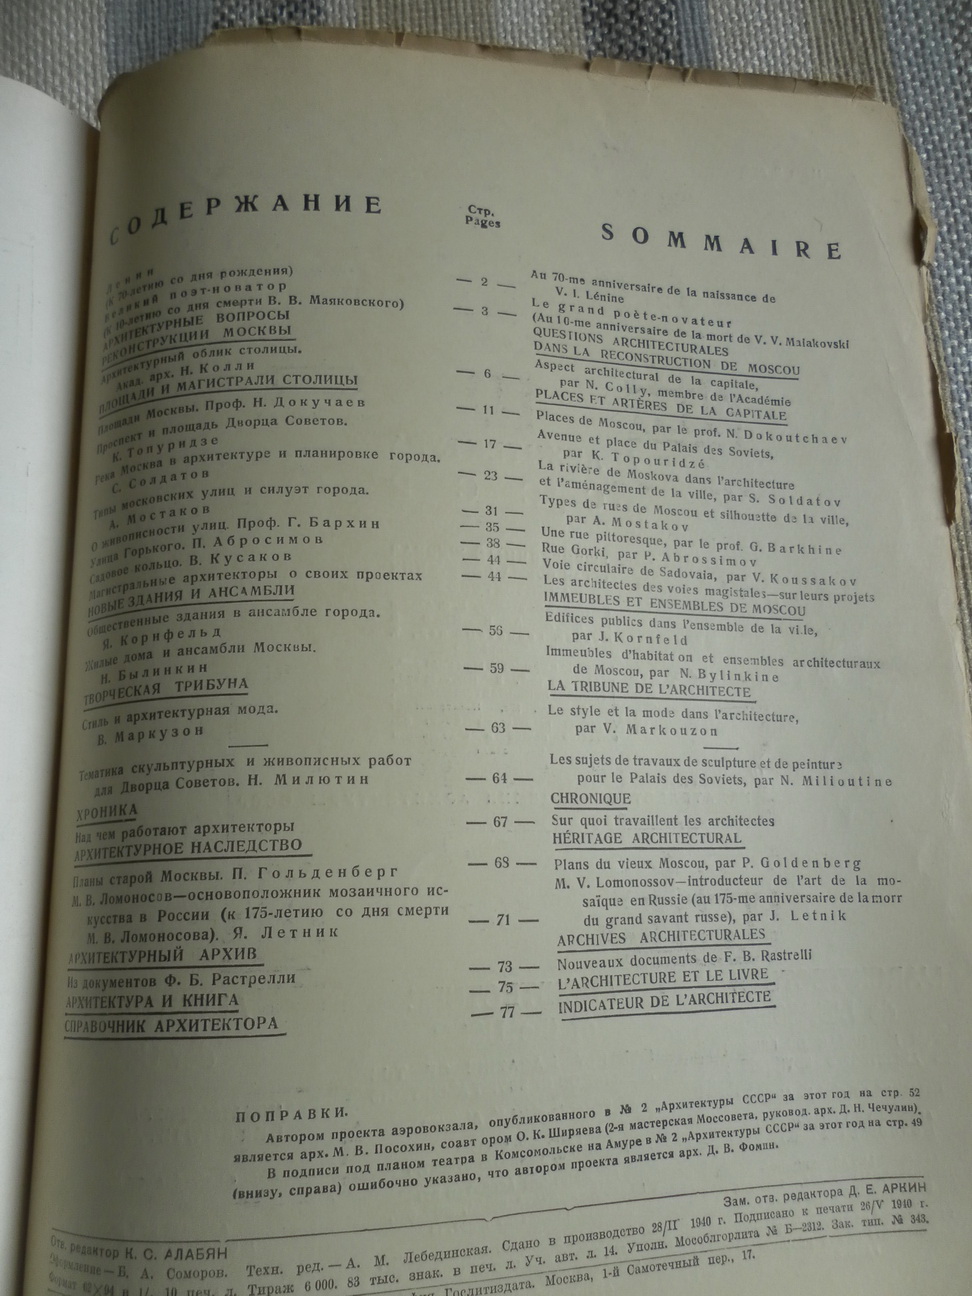 СОДЕРЖАНИЕ
Стр.
Pages
SOMMAIRE
Ленин
(К 70-летию со дня рождения)
Великий поэт-новатор
(К 10-летию со дня смерти В. В. Маяковского)
АРХИТЕКТУРНЫЕ ВОПРОСЫ
РЕКОНСТРУКЦИИ МОСКВЫ
Архитектурный облик столицы.
Акад. арх. Н. Колли
ПЛОЩАДИ И МАГИСТРАЛИ СТОЛИЦЫ
Площади Москвы. Проф. Н. Докучаев
Проспект и площадь Дворца Советов.
К. Топуридзе
Река Москва в архитектуре и планировке города.
С. Солдатов
Типы московских улиц и силуэт города.
А. Мостаков
О живописности улиц. Проф. Г. Бархин
Улица Горького. П. Абросимов
Садовое кольцо. В. Кусаков
Магистральные архитекторы о своих проектах
НОВЫЕ ЗДАНИЯ И АНСАМБЛИ
Общественные здания в ансамбле города.
Я. Корнфельд
Жилые дома и ансамбли Москвы.
Н. Былинкин
ТВОРЧЕСКАЯ ТРИБУНА
Стиль и архитектурная мода.
В. Маркузон
Тематика скульптурных и живописных работ
для Дворца Советов. Н. Милютин
ХРОНИКА
Над чем работают архитекторы
АРХИТЕКТУРНОЕ НАСЛЕДСТВО
Планы старой Москвы. П. Гольденберг
М. В. Ломоносов—основоположник мозаичного ис-
кусства в России (к 175-летию со дня смерти
М. В. Ломоносова). Я. Летник
АРХИТЕКТУРНЫЙ АРХИВ
Из документов Ф. Б. Растрелли
АРХИТЕКТУРА И КНИГА
СПРАВОЧНИК АРХИТЕКТОРА
— 2 —
— 3 —
— 6 —
— 11 —
— 17 —
— 23 —
— 31 —
— 35 —
— 38 —
— 44 —
— 44 —
— 56 —
— 59 —
— 63 —
— 64 —
— 67 —
— 68 —
— 71 —
— 73 —
— 75 —
— 77 —
Au 70-me anniversaire de la naissance de
V. I. Lénine
Le grand poète-novateur
(Au 10-me anniversaire de la mort de V. V. Maiakovski
QUESTIONS ARCHITECTURALES
DANS LA RECONSTRUCTION DE MOSCOU
Aspect architectural de la capitale,
par N. Colly, membre de l'Académie
PLACES ET ARTÈRES DE LA CAPITALE
Places de Moscou, par le prof. N. Dokoutchaev
Avenue et place du Palais des Soviets,
par K. Topouridzé
La rivière de Moskova dans l'architecture
et l'aménagement de la ville, par S. Soldatov
Types de rues de Moscou et silhouette de la ville,
par A. Mostakov
Une rue pittoresque, par le prof. G. Barkhine
Rue Gorki, par P. Abrossimov
Voie circulaire de Sadovaia, par V. Koussakov
Les architectes des voies magistales—sur leurs projets
IMMEUBLES ET ENSEMBLES DE MOSCOU
Edifices publics dans l'ensemble de la ville,
par J. Kornfeld
Immeubles d'habitation et ensembles architecturaux
de Moscou, par N. Bylinkine
LA TRIBUNE DE L'ARCHITECTE
Le style et la mode dans l'architecture,
par V. Markouzon
Les sujets de travaux de sculpture et de peinture
pour le Palais des Soviets, par N. Milioutine
CHRONIQUE
Sur quoi travaillent les architectes
HÉRITAGE ARCHITECTURAL
Plans du vieux Moscou, par P. Goldenberg
M. V. Lomonossov—introducteur de l'art de la mo-
saïque en Russie (au 175-me anniversaire de la morr
du grand savant russe), par J. Letnik
ARCHIVES ARCHITECTURALES
Nouveaux documents de F. B. Rastrelli
L'ARCHITECTURE ET LE LIVRE
INDICATEUR DE L'ARCHITECTE
ПОПРАВКИ.
Автором проекта аэровокзала, опубликованного в № 2 „Архитектуры СССР" за этот год на стр. 52
является арх. М. В. Посохин, соавтором О. К. Ширяева (2-я мастерская Моссовета, руковод. арх. Д. Н. Чечулин).
В подписи под планом театра в Комсомольске на Амуре в № 2 „Архитектуры СССР" за этот год на стр. 49
(внизу, справа) ошибочно указано, что автором проекта является арх. Д. В. Фомин.
Отв. редактор К. С. АЛАБЯН
Зам. отв. редактора Д. Е. АРКИН
Оформление — Б. А. Соморов. Техн. ред. — А. М. Лебединская. Сдано в производство 28/II 1940 г. Подписано к печати 26/V 1940 г.
Формат 10 печ. л. Тираж 6 000. 83 тыс. знак. в печ. л. Уч. авт. л. 14. Уполн. Мособлгорлита № Б—2312. Зак. тип. № 343.
Гослитиздата. Москва, 1-й Самотечный пер., 17.